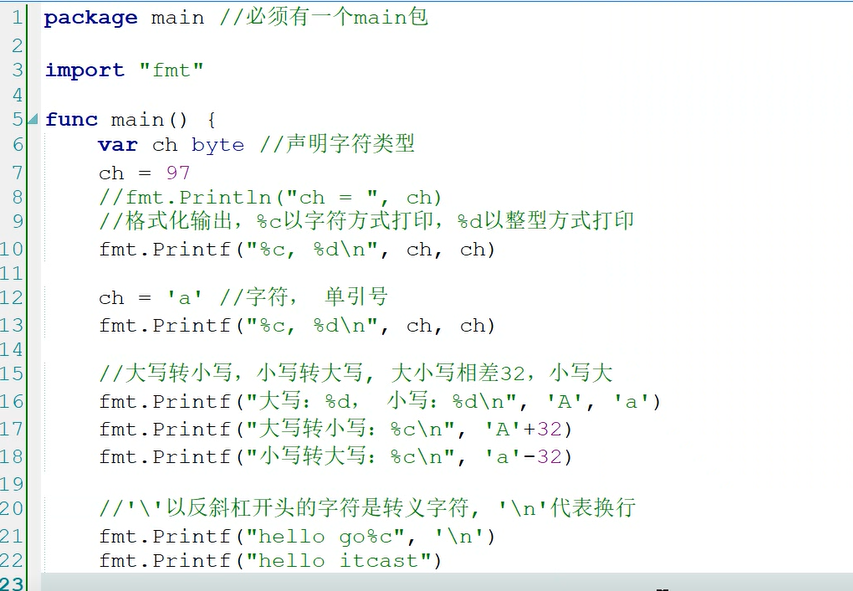 1 package main //必须有一个main包
2
3 import "fmt"
4
5 func main() {
6 var ch byte //声明字符类型
7 ch = 97
8 //fmt.Println("ch = ", ch)
9 //格式化输出，%c以字符方式打印，%d以整型方式打印
10 fmt.Printf("%c, %d\n", ch, ch)
11
12 ch = 'a' //字符， 单引号
13 fmt.Printf("%c, %d\n", ch, ch)
14
15 //大写转小写，小写转大写, 大小写相差32，小写大
16 fmt.Printf("大写：%d， 小写：%d\n", 'A', 'a')
17 fmt.Printf("大写转小写：%c\n", 'A'+32)
18 fmt.Printf("小写转大写：%c\n", 'a'-32)
19
20 //'\'以反斜杠开头的字符是转义字符, '\n'代表换行
21 fmt.Printf("hello go%c", '\n')
22 fmt.Printf("hello itcast")
23